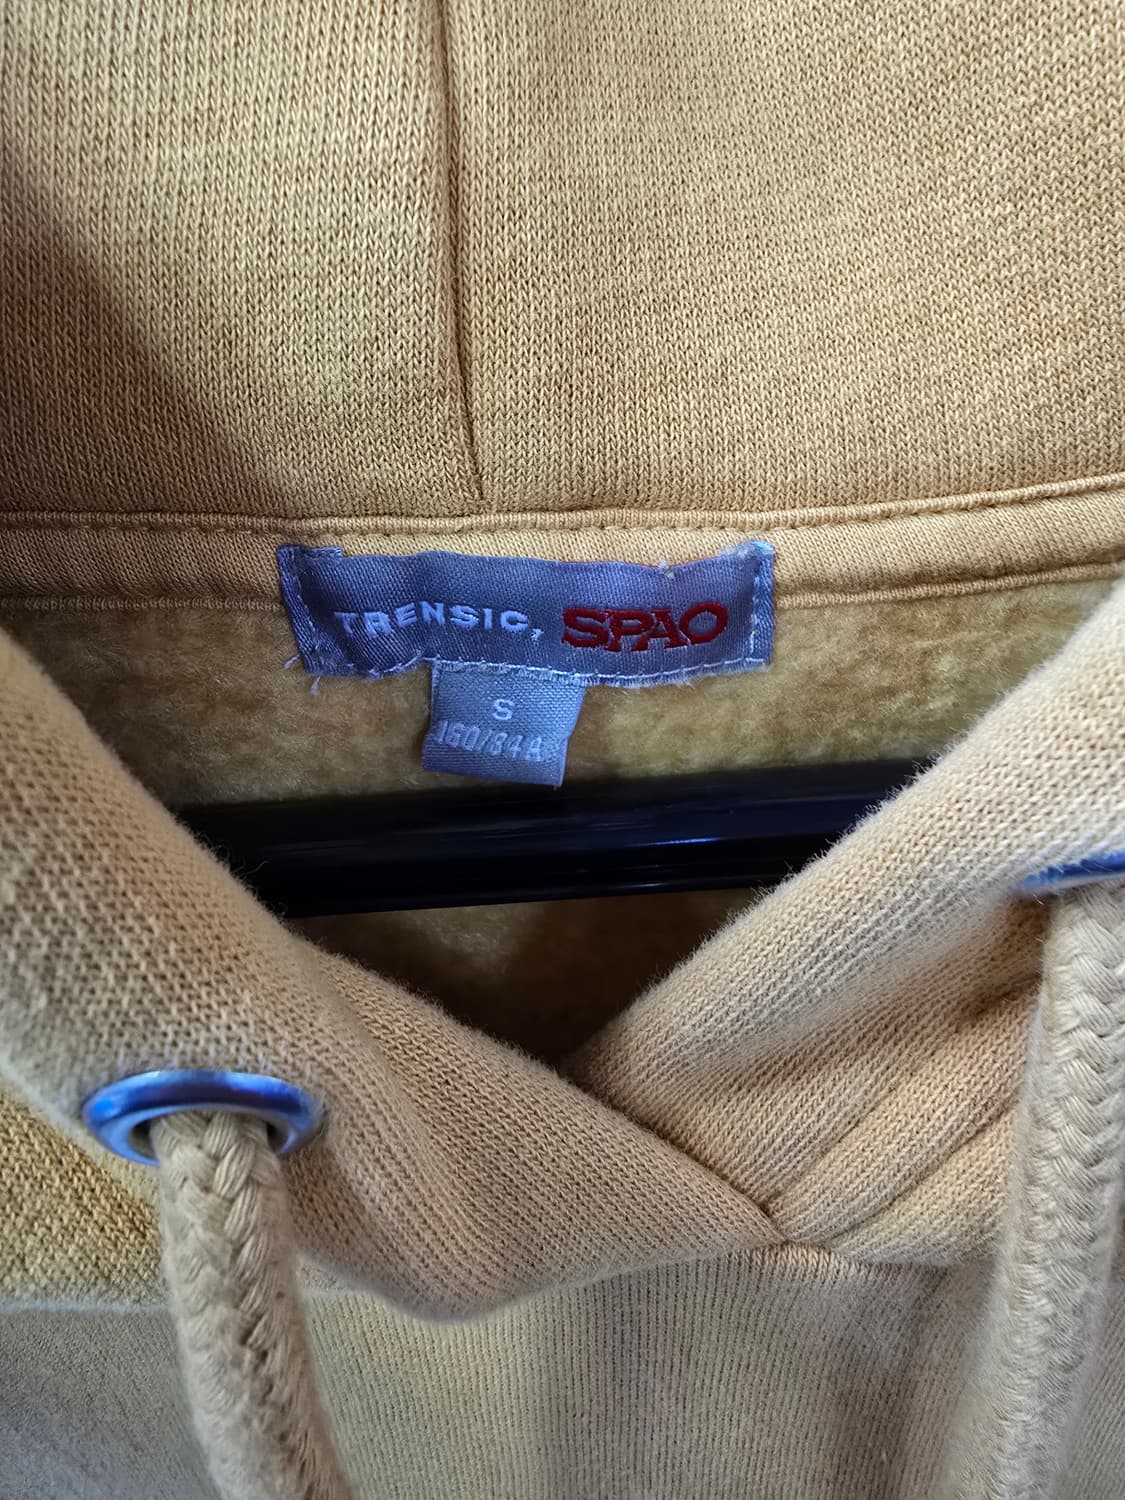 TRENSIC, SPAO
S
160/84A